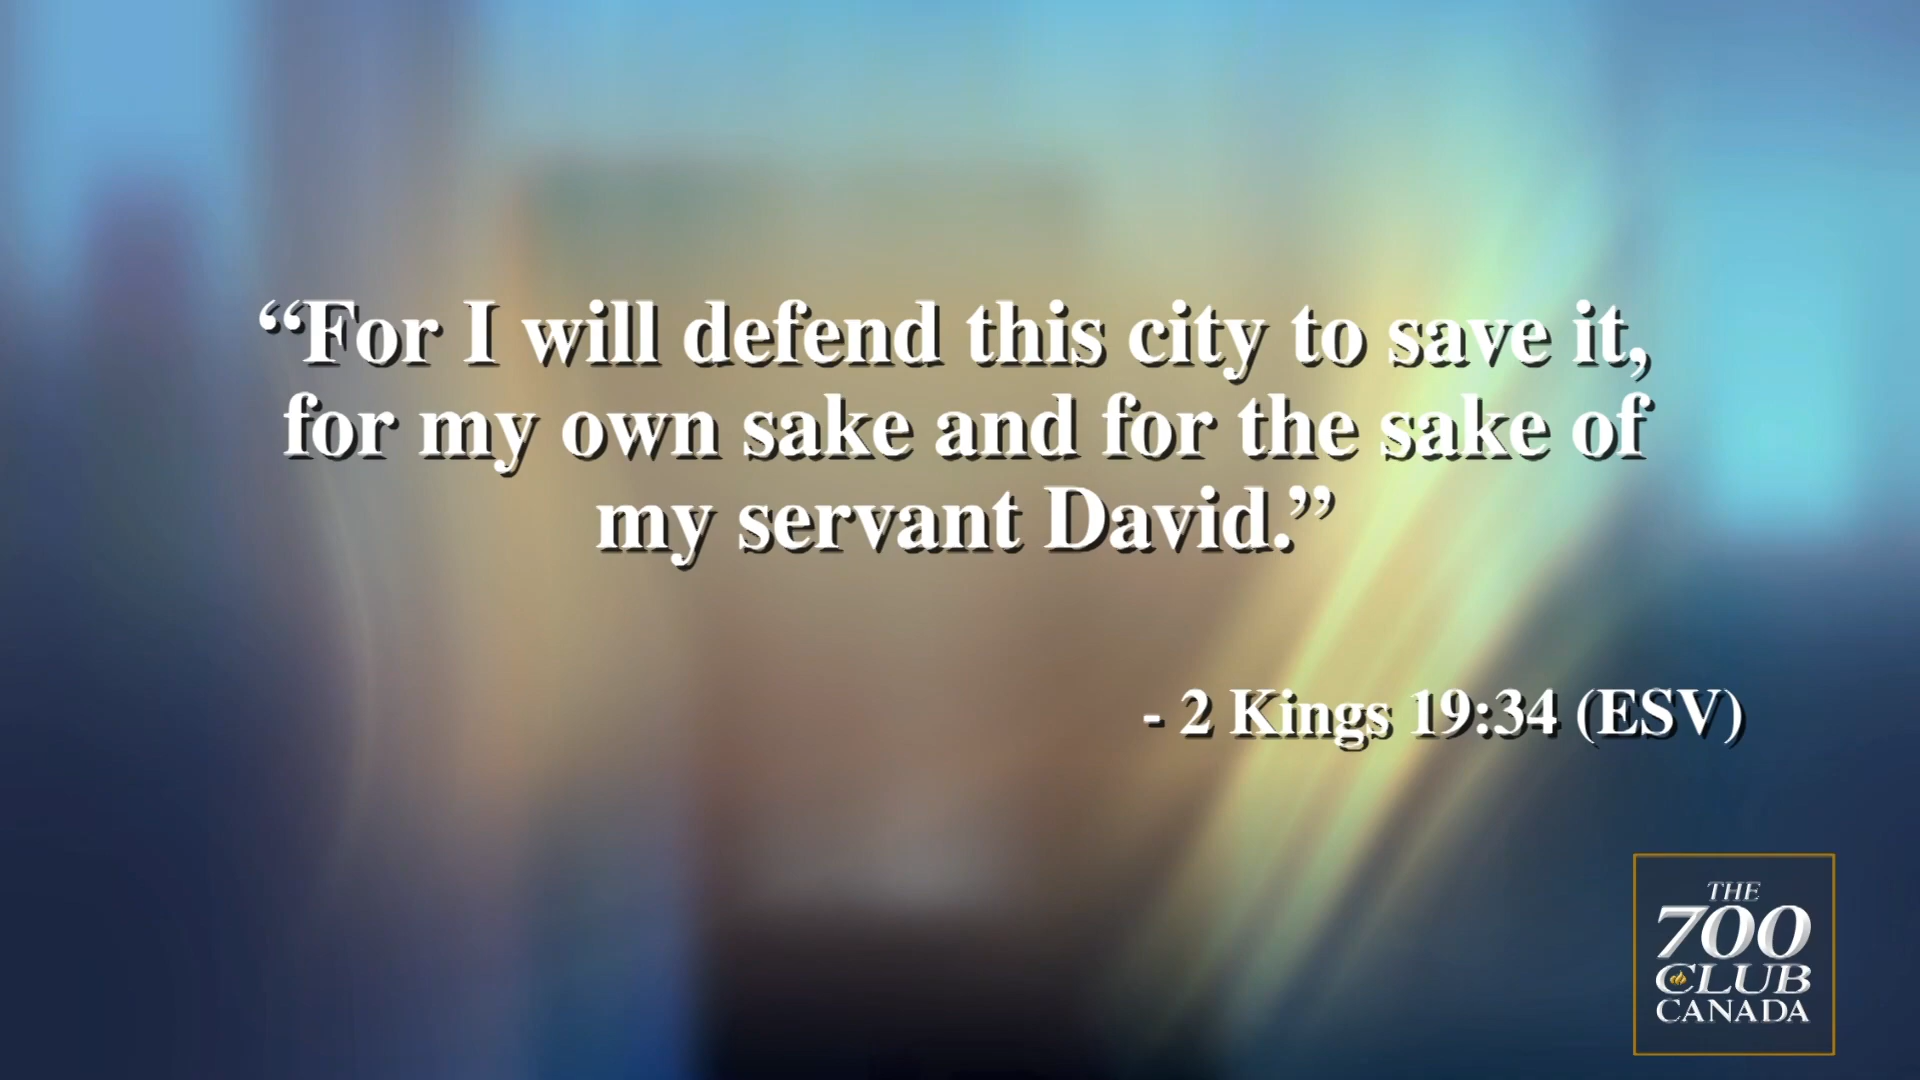 “For I will defend this city to save it,
for my own sake and for the sake of
my servant David.”
- 2 Kings 19:34 (ESV)
THE
700
CLUB
CANADA